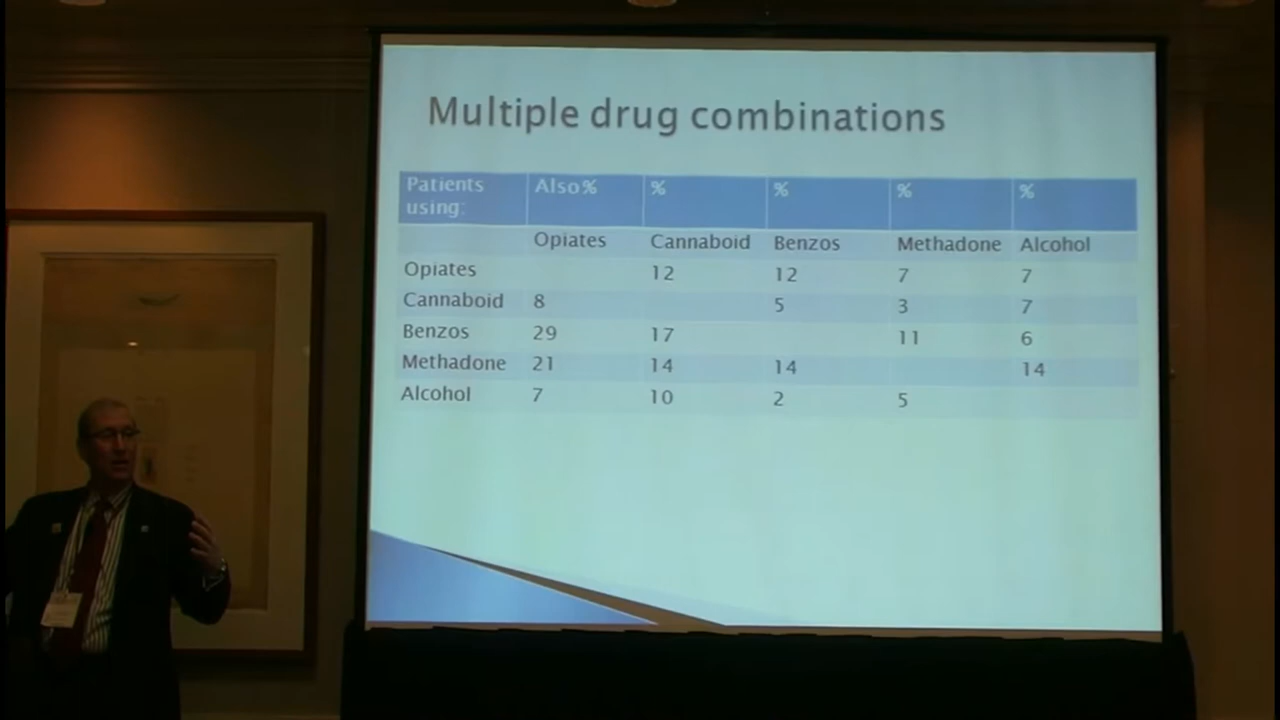 Multiple drug combinations
Patients using: Also% % % % %
Opiates Cannaboid Benzos Methadone Alcohol
Opiates 12 12 7 7
Cannaboid 8 5 3 7
Benzos 29 17 11 6
Methadone 21 14 14 14
Alcohol 7 10 2 5